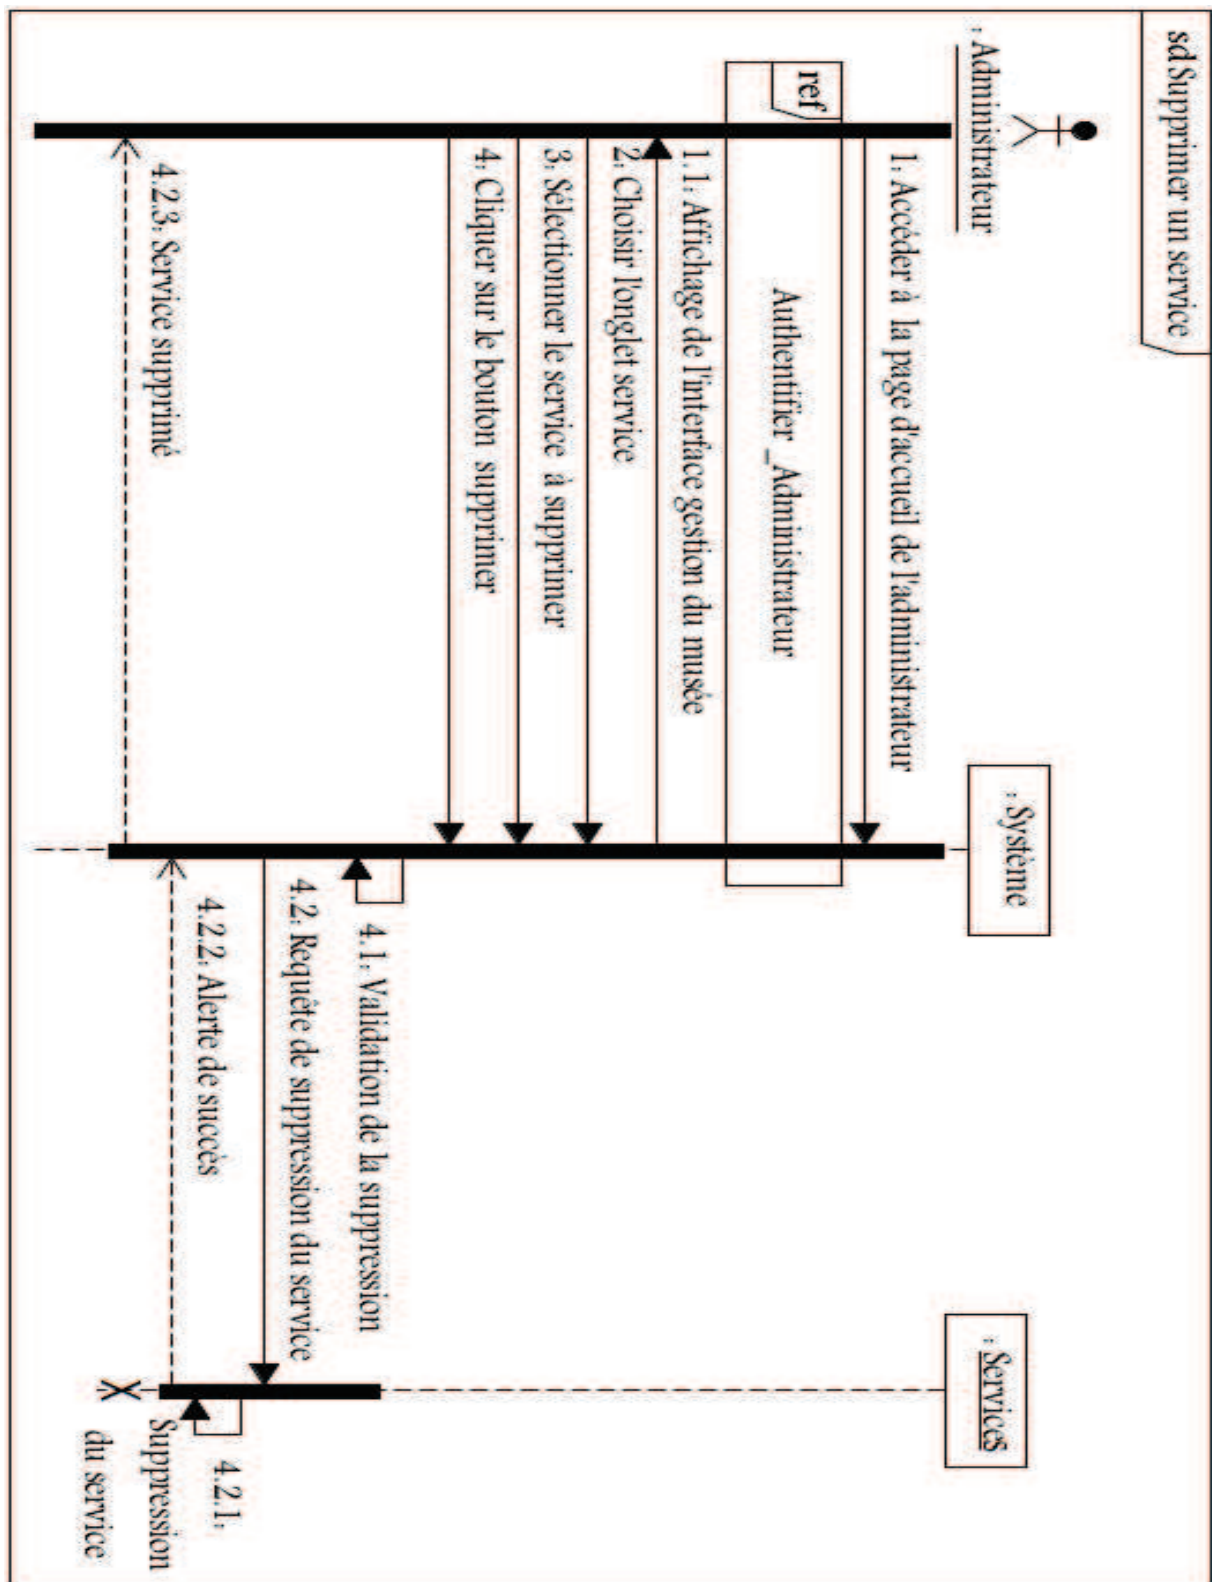 sd Supprimer un service
: Administrateur
: Système
: Services
1: Accéder à la page d'accueil de l'administrateur
ref
Authentifier _Administrateur
1.1: Affichage de l'interface gestion du musée
2: Choisir l'onglet service
3: Sélectionner le service à supprimer
4: Cliquer sur le bouton supprimer
4.1: Validation de la suppression
4.2: Requête de suppression du service
4.2.1:
Suppression
du service
4.2.2: Alerte de succès
4.2.3: Service supprimé